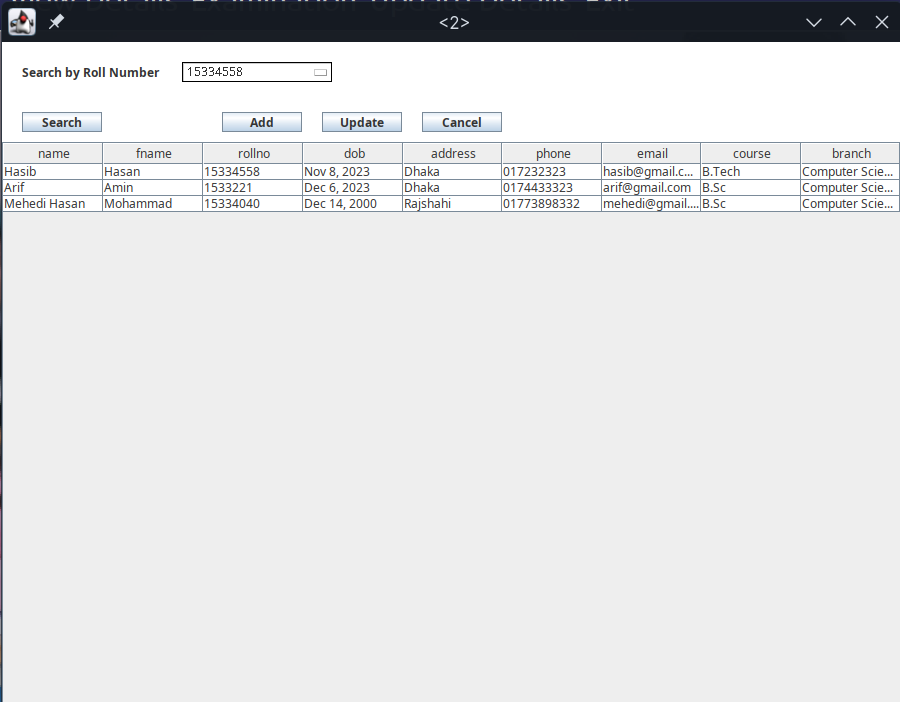 <2>
Search by Roll Number 15334558
Search Add Update Cancel
name fname rollno dob address phone email course branch
Hasib Hasan 15334558 Nov 8, 2023 Dhaka 017232323 hasib@gmail.c... B.Tech Computer Scie...
Arif Amin 1533221 Dec 6, 2023 Dhaka 0174433323 arif@gmail.com B.Sc Computer Scie...
Mehedi Hasan Mohammad 15334040 Dec 14, 2000 Rajshahi 01773898332 mehedi@gmail.... B.Sc Computer Scie...